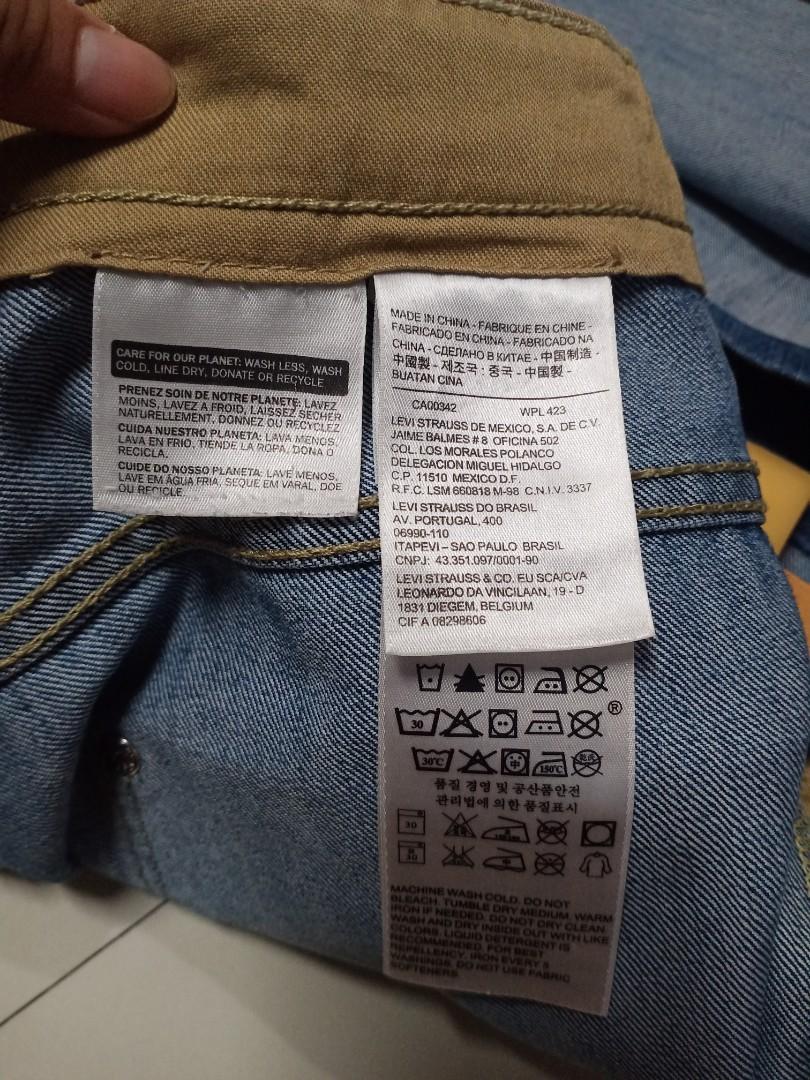 CARE FOR OUR PLANET: WASH LESS, WASH
COLD, LINE DRY, DONATE OR RECYCLE
PRENEZ SOIN DE NOTRE PLANETE: LAVEZ
MOINS, LAVEZ A FROID, LAISSEZ SECHER
NATURELLEMENT, DONNEZ OU RECYCLEZ
CUIDA NUESTRO PLANETA: LAVA MENOS,
LAVA EN FRIO, TIENDE LA ROPA, DONA O
RECICLA.
CUIDE DO NOSSO PLANETA: LAVE MENOS,
LAVE EM ÁGUA FRIA, SEQUE EM VARAL, DOE
OU RECICLE.
MADE IN CHINA - FABRIQUE EN CHINE -
FABRICADO EN CHINA - FABRICADO NA
CHINA - СДЕЛАНО В КИТАЕ - 中国制造 -
中國製 - 제조국 : 중국 - 中国製 -
BUATAN CINA
CA00342 WPL 423
LEVI STRAUSS DE MEXICO, S.A. DE C.V.
JAIME BALMES # 8 OFICINA 502
COL. LOS MORALES POLANCO
DELEGACION MIGUEL HIDALGO
C.P. 11510 MEXICO D.F.
R.F.C. LSM 660818 M-98 C.N.I.V. 3337
LEVI STRAUSS DO BRASIL
AV. PORTUGAL, 400
06990-110
ITAPEVI – SAO PAULO BRASIL
CNPJ: 43.351.097/0001-90
LEVI STRAUSS & CO. EU SCA/CVA
LEONARDO DA VINCILAAN, 19 - D
1831 DIEGEM, BELGIUM
CIF A 08298606
30 ®
30℃ 中 150℃
품질 경영 및 공산품안전
관리법에 의한 품질표시
30
30 中
MACHINE WASH COLD. DO NOT
BLEACH. TUMBLE DRY MEDIUM. WARM
IRON IF NEEDED. DO NOT DRY CLEAN.
WASH AND DRY INSIDE OUT WITH LIKE
COLORS. LIQUID DETERGENT IS
RECOMMENDED. FOR BEST
REPELLENCY, IRON EVERY 5
WASHINGS. DO NOT USE FABRIC
SOFTENERS.